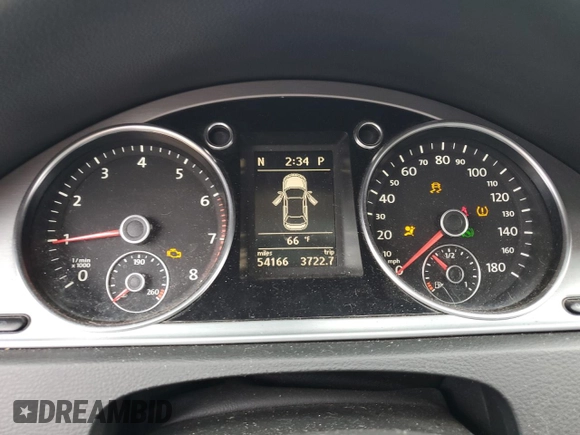 N 2:34 P
66 °F
miles trip
54166 3722.7
0 1 2 3 4 5 6 7 8
1/min
x 1000
190
260
0 10 20 30 40 50 60 70 80 90 100 120 130 140 160 180
mph
1/2
1
DREAMBID